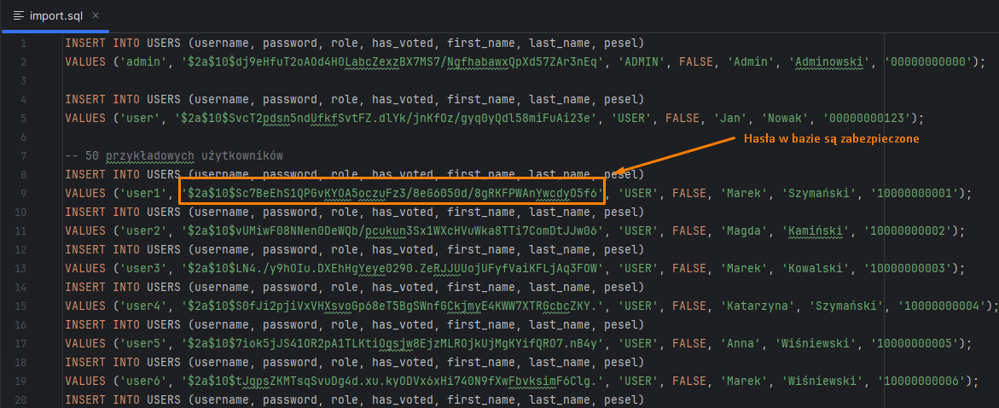 import.sql ×
1 INSERT INTO USERS (username, password, role, has_voted, first_name, last_name, pesel)
2 VALUES ('admin', '$2a$10$dj9eHfuT2oAOd4H0LabcZexzBX7MS7/NgfhabawxQpXd57ZAr3nEq', 'ADMIN', FALSE, 'Admin', 'Adminowski', '00000000000');
3
4 INSERT INTO USERS (username, password, role, has_voted, first_name, last_name, pesel)
5 VALUES ('user', '$2a$10$SvcT2pdsn5ndUfkfSvtFZ.dlYk/jnKfOz/gyq0yQdl58miFuAi23e', 'USER', FALSE, 'Jan', 'Nowak', '00000000123');
6 Hasła w bazie są zabezpieczone
7 -- 50 przykładowych użytkowników
8 INSERT INTO USERS (username, password, role, has_voted, first_name, last_name, pesel)
9 VALUES ('user1', '$2a$10$Sc7BeEhS1QPGvKYOA5oczuFz3/8eG6050d/8gRKFPWAnYwcdyO5f6', 'USER', FALSE, 'Marek', 'Szymański', '10000000001');
10 INSERT INTO USERS (username, password, role, has_voted, first_name, last_name, pesel)
11 VALUES ('user2', '$2a$10$vUMiwF08NNen0DeWQb/pcukun3Sx1WXcHVuWka8TTi7ComDtJJw06', 'USER', FALSE, 'Magda', 'Kamiński', '10000000002');
12 INSERT INTO USERS (username, password, role, has_voted, first_name, last_name, pesel)
13 VALUES ('user3', '$2a$10$LN4./y9hOIu.DXEhHgYeye0290.ZeRJJUUojUFyfVaiKFLjAq3FOW', 'USER', FALSE, 'Marek', 'Kowalski', '10000000003');
14 INSERT INTO USERS (username, password, role, has_voted, first_name, last_name, pesel)
15 VALUES ('user4', '$2a$10$S0fJi2pjiVxVHXsvoGp68eT5BgSWnfGCkjmyE4KWW7XTRGcbcZKY.', 'USER', FALSE, 'Katarzyna', 'Szymański', '10000000004');
16 INSERT INTO USERS (username, password, role, has_voted, first_name, last_name, pesel)
17 VALUES ('user5', '$2a$10$7iok5jJS41OR2pA1TLKtiOgsjw8EjzMLROjkUjMgKYifQRO7.nB4y', 'USER', FALSE, 'Anna', 'Wiśniewski', '10000000005');
18 INSERT INTO USERS (username, password, role, has_voted, first_name, last_name, pesel)
19 VALUES ('user6', '$2a$10$tJqpsZKMTsqSvuDg4d.xu.kyODVx6xHi740N9fXwFbvksimF6Clg.', 'USER', FALSE, 'Marek', 'Wiśniewski', '10000000006');
20 INSERT INTO USERS (username, password, role, has_voted, first_name, last_name, pesel)